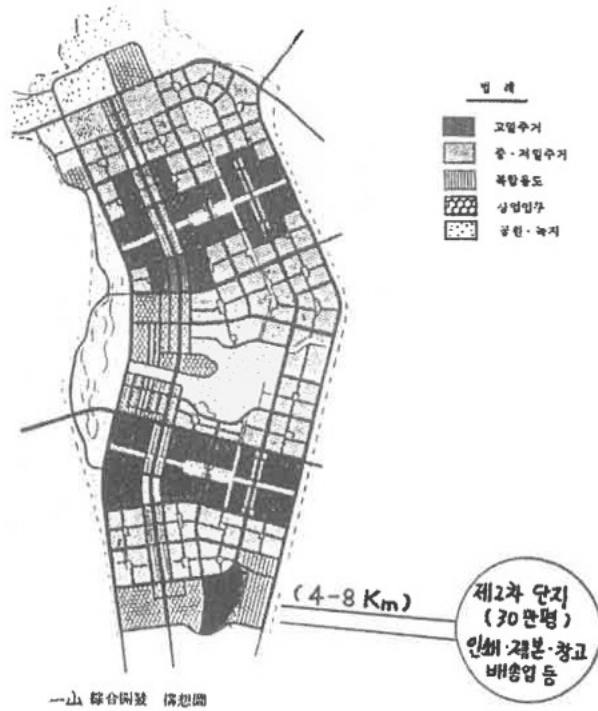 범례
고밀주거
중·저밀주거
복합용도
상업업무
공원·녹지
(4-8 Km)
제2차 단지
(30만평)
인쇄·제본·창고
배송업 등
一山 綜合開發 構想圖